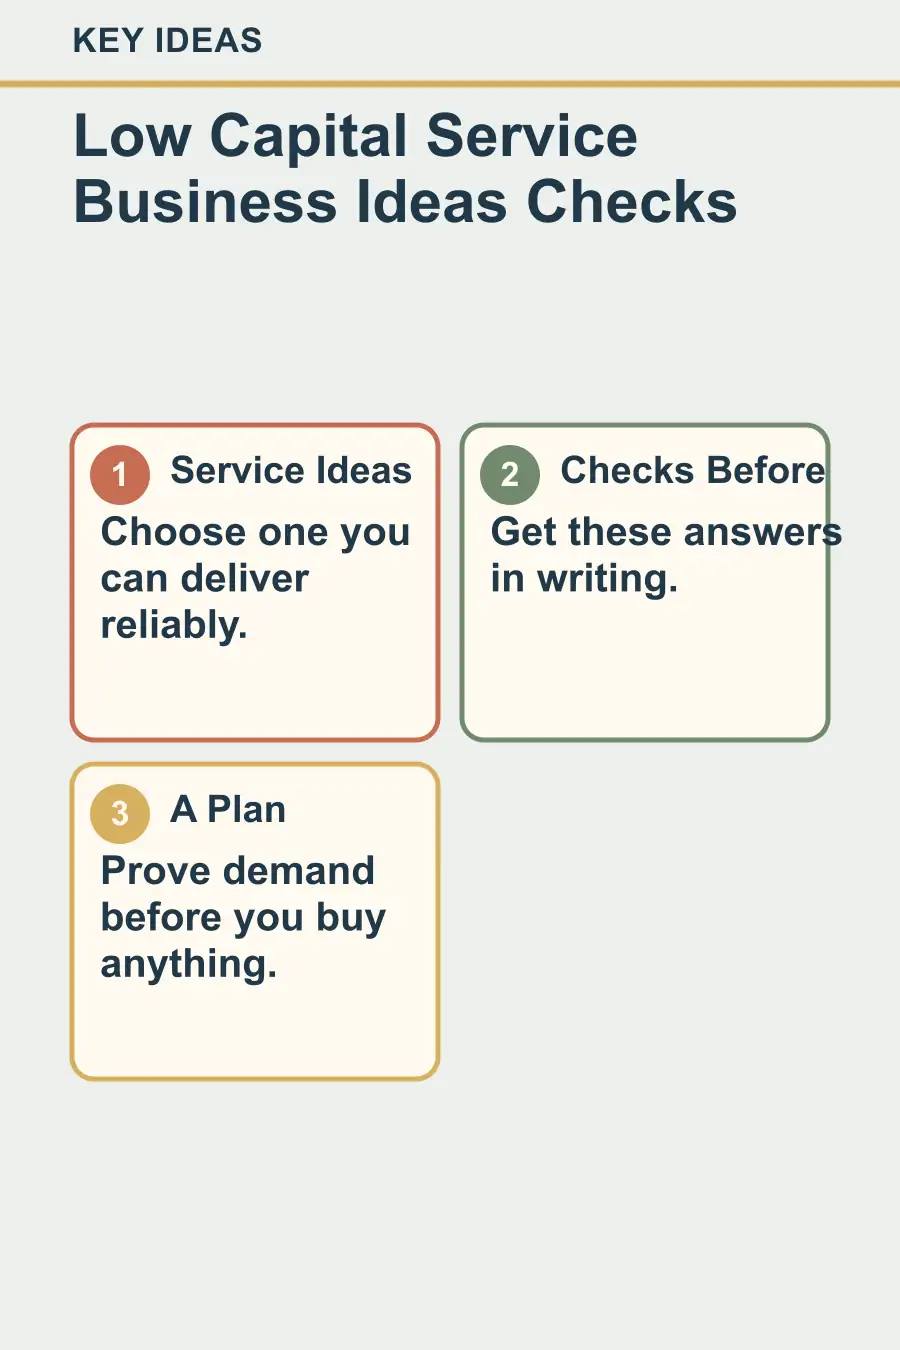 KEY IDEAS
Low Capital Service
Business Ideas Checks
1 Service Ideas
Choose one you
can deliver
reliably.
2 Checks Before
Get these answers
in writing.
3 A Plan
Prove demand
before you buy
anything.